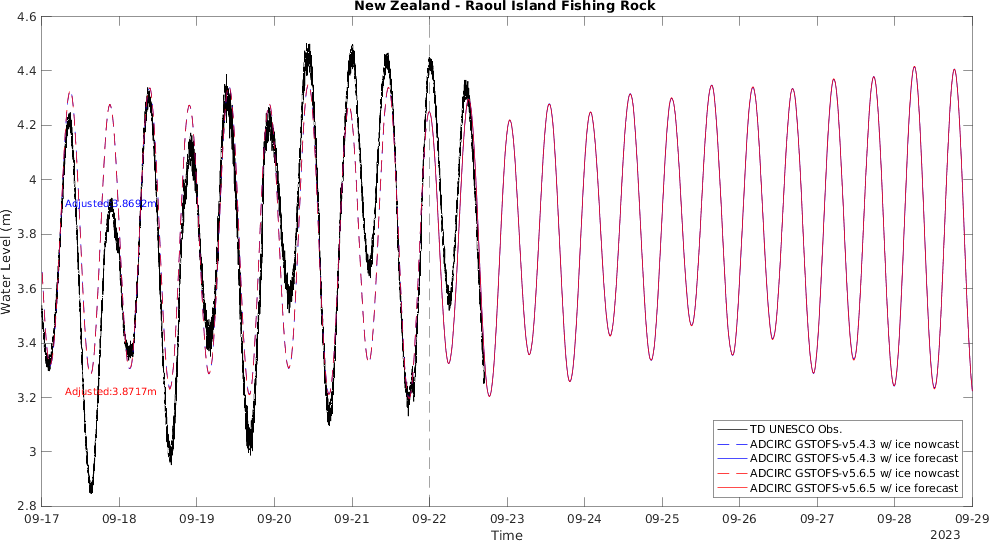 New Zealand - Raoul Island Fishing Rock
4.6
4.4
4.2
4
3.8
3.6
3.4
3.2
3
2.8
Water Level (m)
Adjusted:3.8692m
Adjusted:3.8717m
TD UNESCO Obs.
ADCIRC GSTOFS-v5.4.3 w/ ice nowcast
ADCIRC GSTOFS-v5.4.3 w/ ice forecast
ADCIRC GSTOFS-v5.6.5 w/ ice nowcast
ADCIRC GSTOFS-v5.6.5 w/ ice forecast
09-17 09-18 09-19 09-20 09-21 09-22 09-23 09-24 09-25 09-26 09-27 09-28 09-29
Time
2023